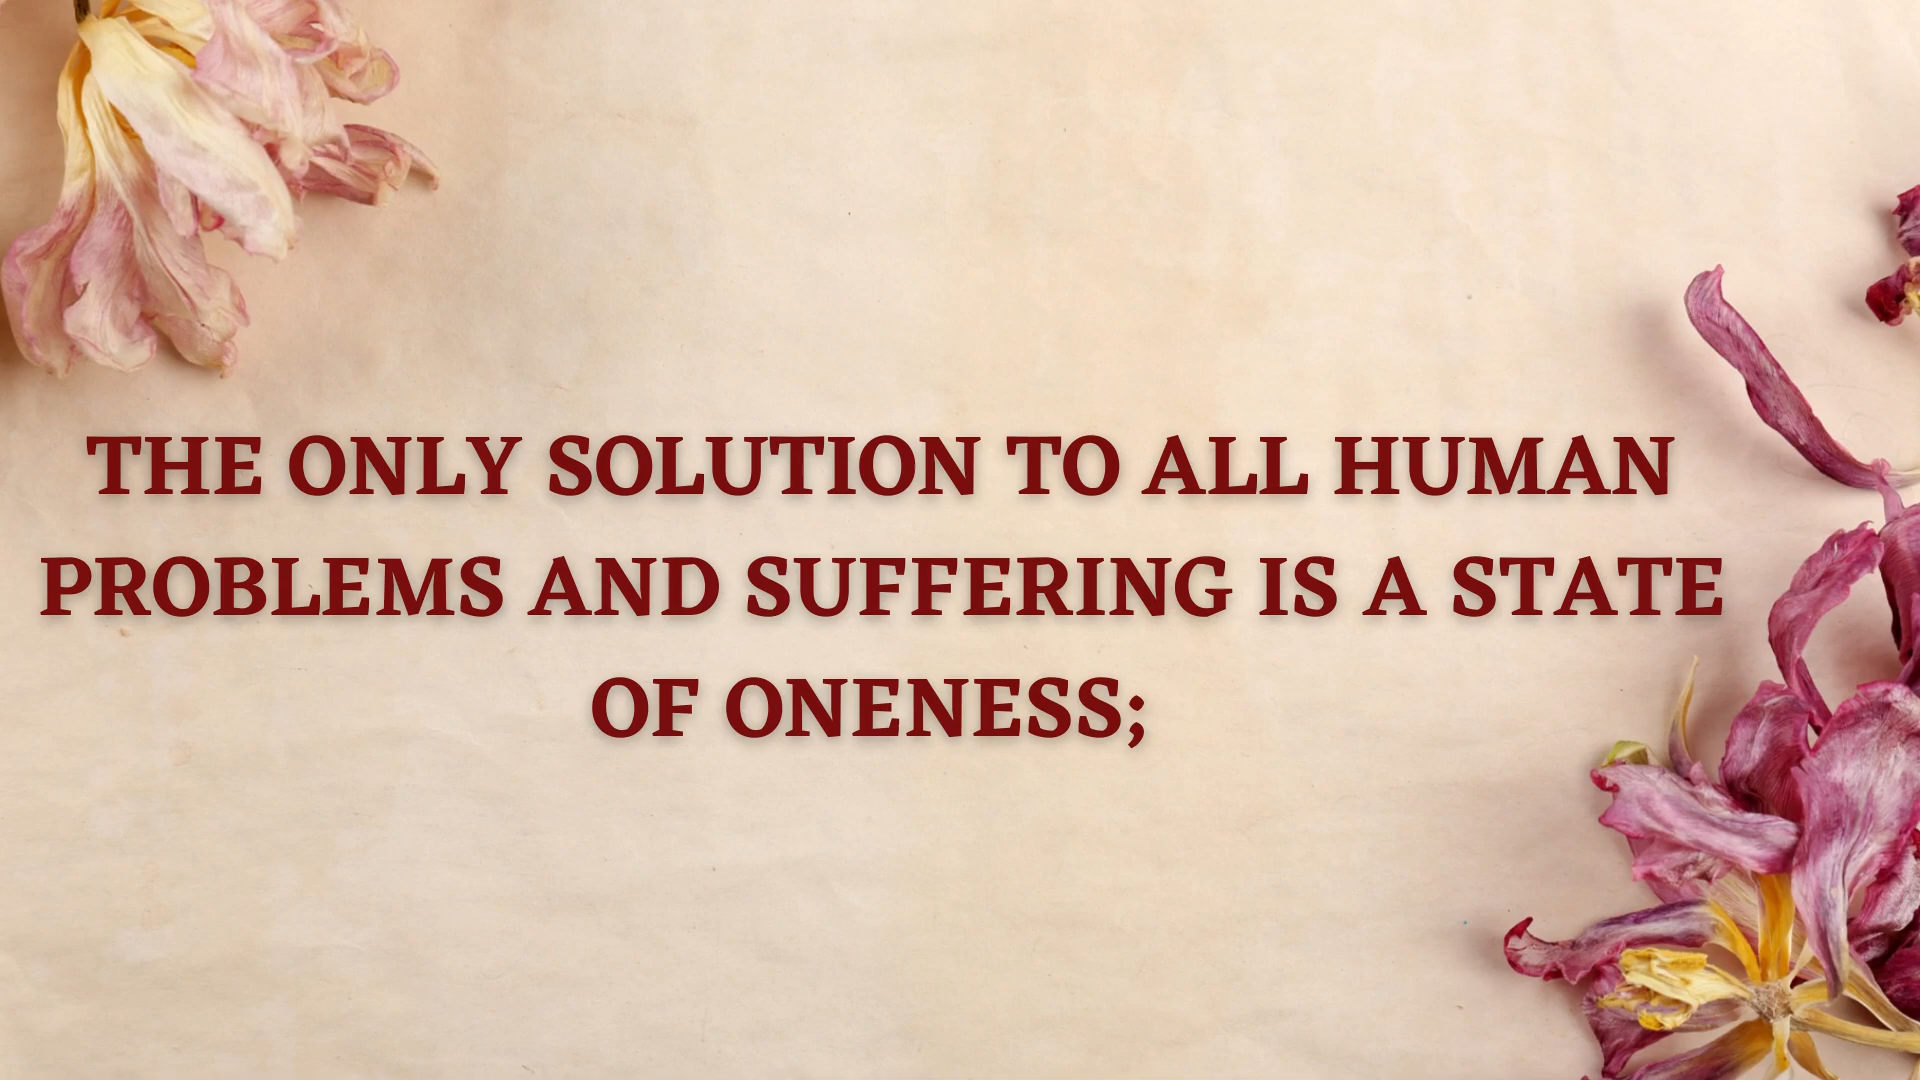 THE ONLY SOLUTION TO ALL HUMAN
PROBLEMS AND SUFFERING IS A STATE
OF ONENESS;